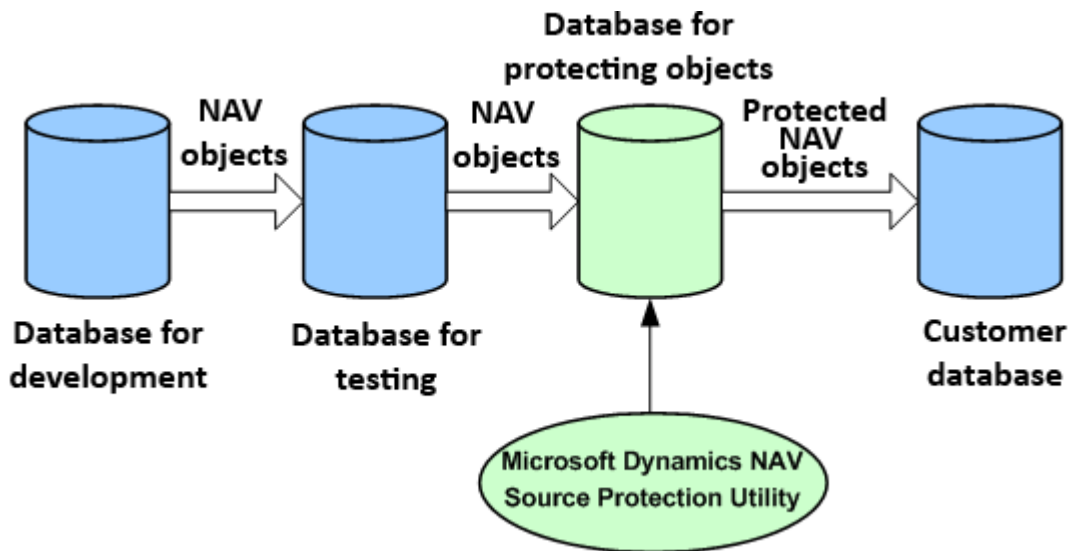 Database for
protecting objects
NAV
objects
NAV
objects
Protected
NAV
objects
Database for
development
Database for
testing
Customer
database
Microsoft Dynamics NAV
Source Protection Utility